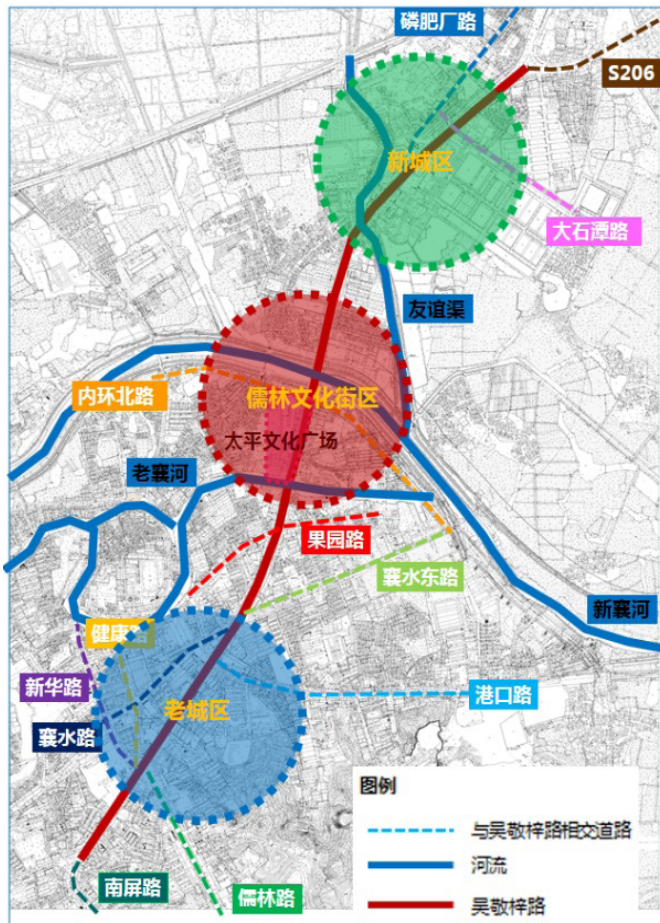 磷肥厂路
S206
新城区
大石潭路
友谊渠
内环北路
儒林文化街区
太平文化广场
老襄河
果园路
襄水东路
新襄河
健康路
新华路
港口路
老城区
襄水路
图例
与吴敬梓路相交道路
河流
南屏路
儒林路
吴敬梓路